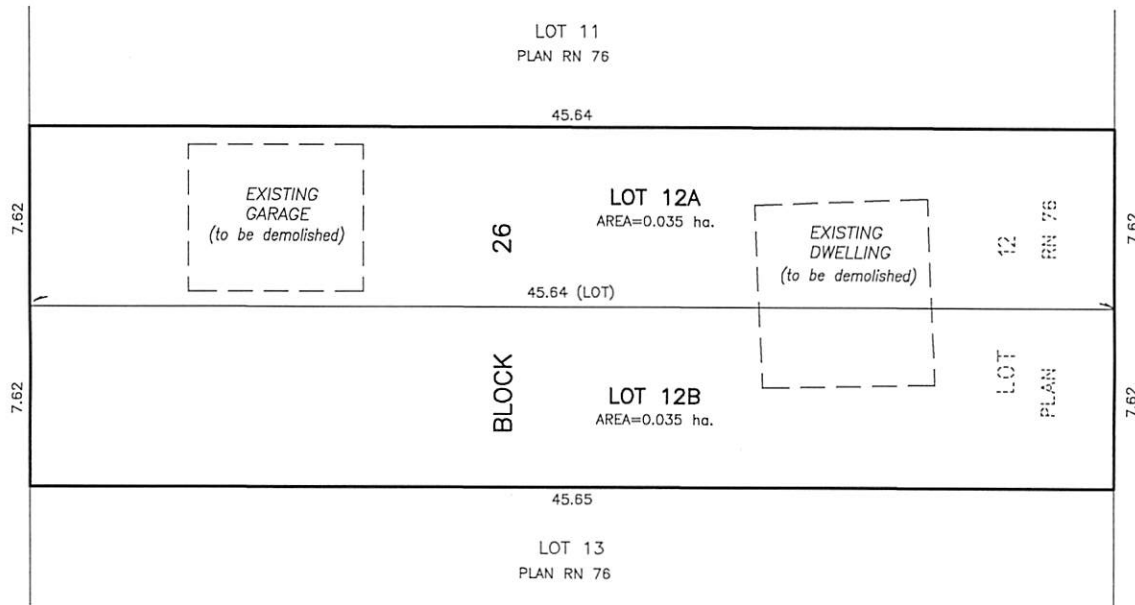 LOT 11
PLAN RN 76
45.64
7.62
EXISTING
GARAGE
(to be demolished)
LOT 12A
AREA=0.035 ha.
EXISTING
DWELLING
(to be demolished)
7.62
45.64 (LOT)
BLOCK 26
LOT 12
PLAN RN 76
7.62
LOT 12B
AREA=0.035 ha.
7.62
45.65
LOT 13
PLAN RN 76